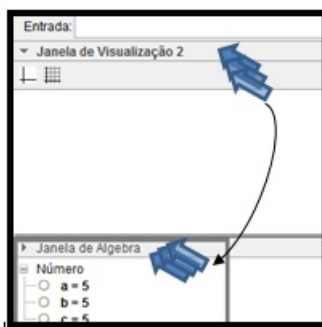 Entrada:
Janela de Visualização 2
Janela de Álgebra
Número
a = 5
b = 5
c = 5